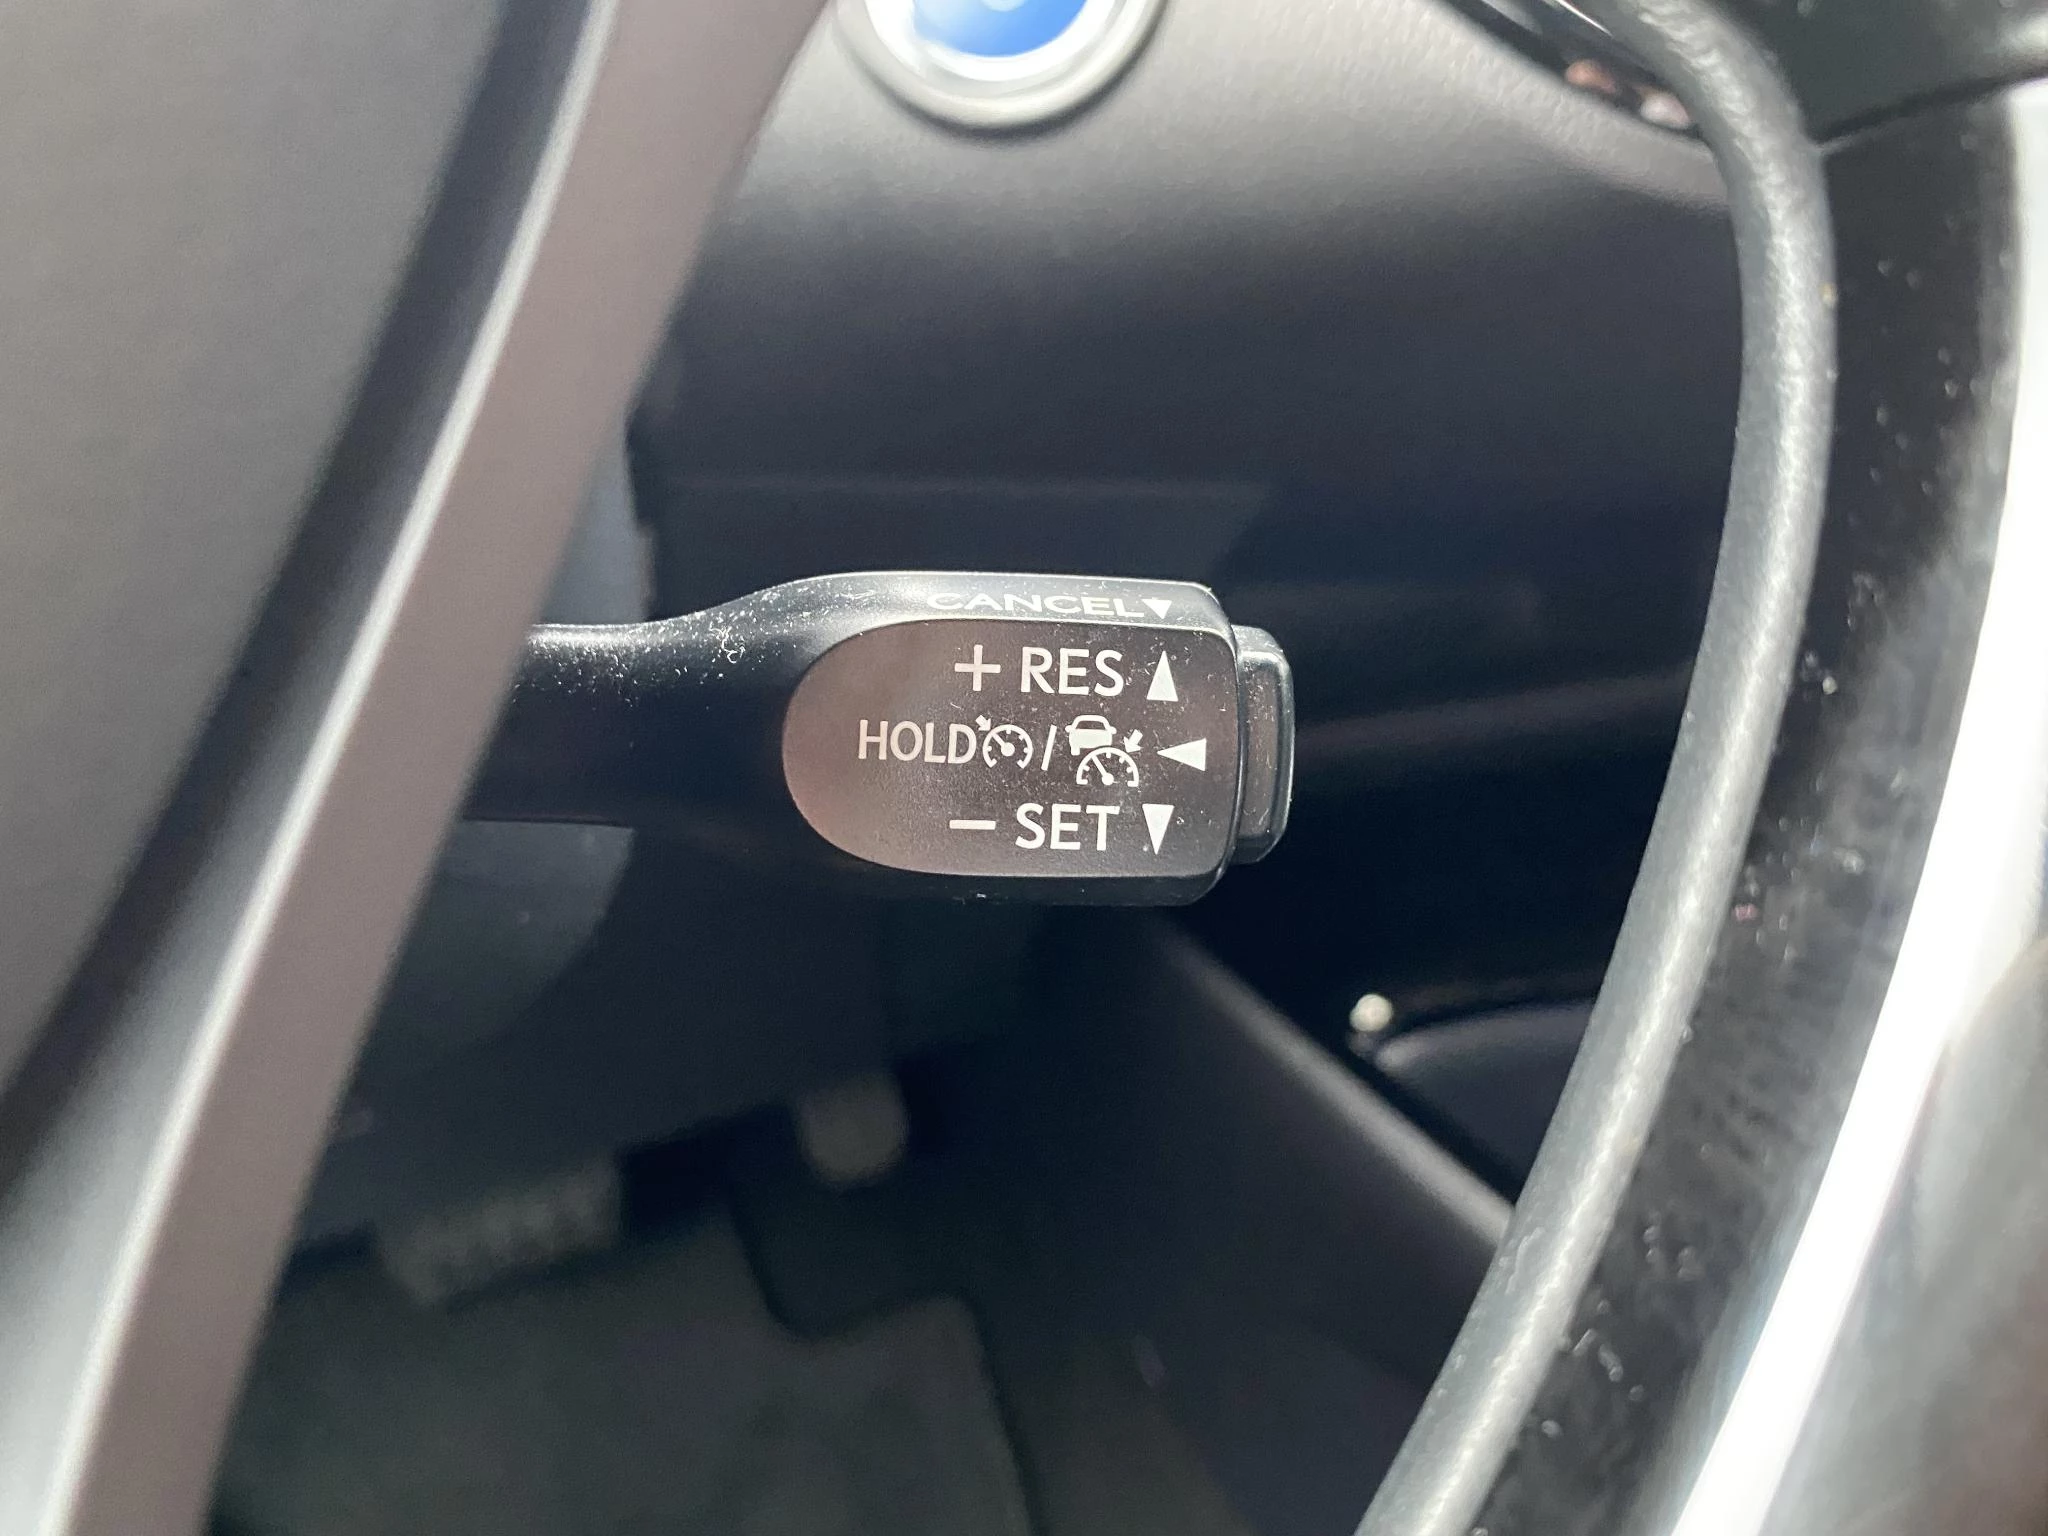 CANCEL▼
+ RES ▲
HOLD / ◀
− SET ▼